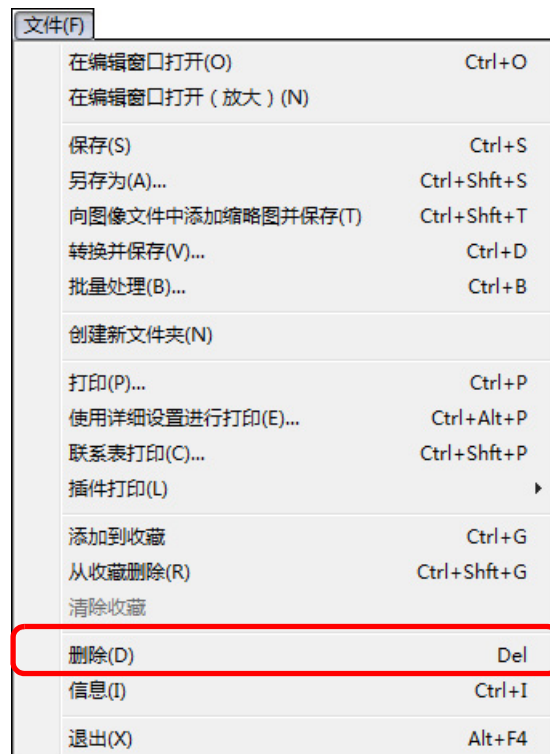 文件(F)
在编辑窗口打开(O) Ctrl+O
在编辑窗口打开（放大）(N)
保存(S) Ctrl+S
另存为(A)... Ctrl+Shft+S
向图像文件中添加缩略图并保存(T) Ctrl+Shft+T
转换并保存(V)... Ctrl+D
批量处理(B)... Ctrl+B
创建新文件夹(N)
打印(P)... Ctrl+P
使用详细设置进行打印(E)... Ctrl+Alt+P
联系表打印(C)... Ctrl+Shft+P
插件打印(L)
添加到收藏 Ctrl+G
从收藏删除(R) Ctrl+Shft+G
清除收藏
删除(D) Del
信息(I) Ctrl+I
退出(X) Alt+F4